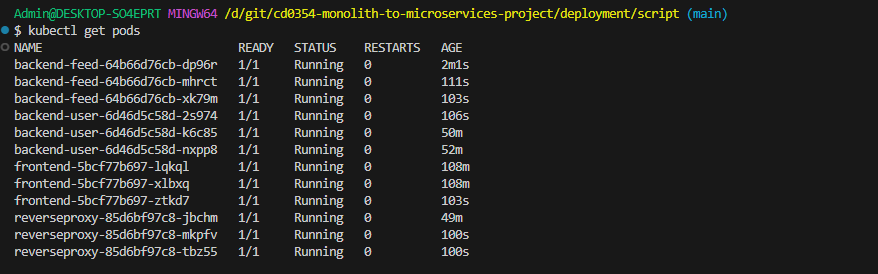 Admin@DESKTOP-SO4EPRT MINGW64 /d/git/cd0354-monolith-to-microservices-project/deployment/script (main)
$ kubectl get pods
NAME READY STATUS RESTARTS AGE
backend-feed-64b66d76cb-dp96r 1/1 Running 0 2m1s
backend-feed-64b66d76cb-mhrct 1/1 Running 0 111s
backend-feed-64b66d76cb-xk79m 1/1 Running 0 103s
backend-user-6d46d5c58d-2s974 1/1 Running 0 106s
backend-user-6d46d5c58d-k6c85 1/1 Running 0 50m
backend-user-6d46d5c58d-nxpp8 1/1 Running 0 52m
frontend-5bcf77b697-lqkql 1/1 Running 0 108m
frontend-5bcf77b697-xlbxq 1/1 Running 0 108m
frontend-5bcf77b697-ztkd7 1/1 Running 0 103s
reverseproxy-85d6bf97c8-jbchm 1/1 Running 0 49m
reverseproxy-85d6bf97c8-mkpfv 1/1 Running 0 100s
reverseproxy-85d6bf97c8-tbz55 1/1 Running 0 100s